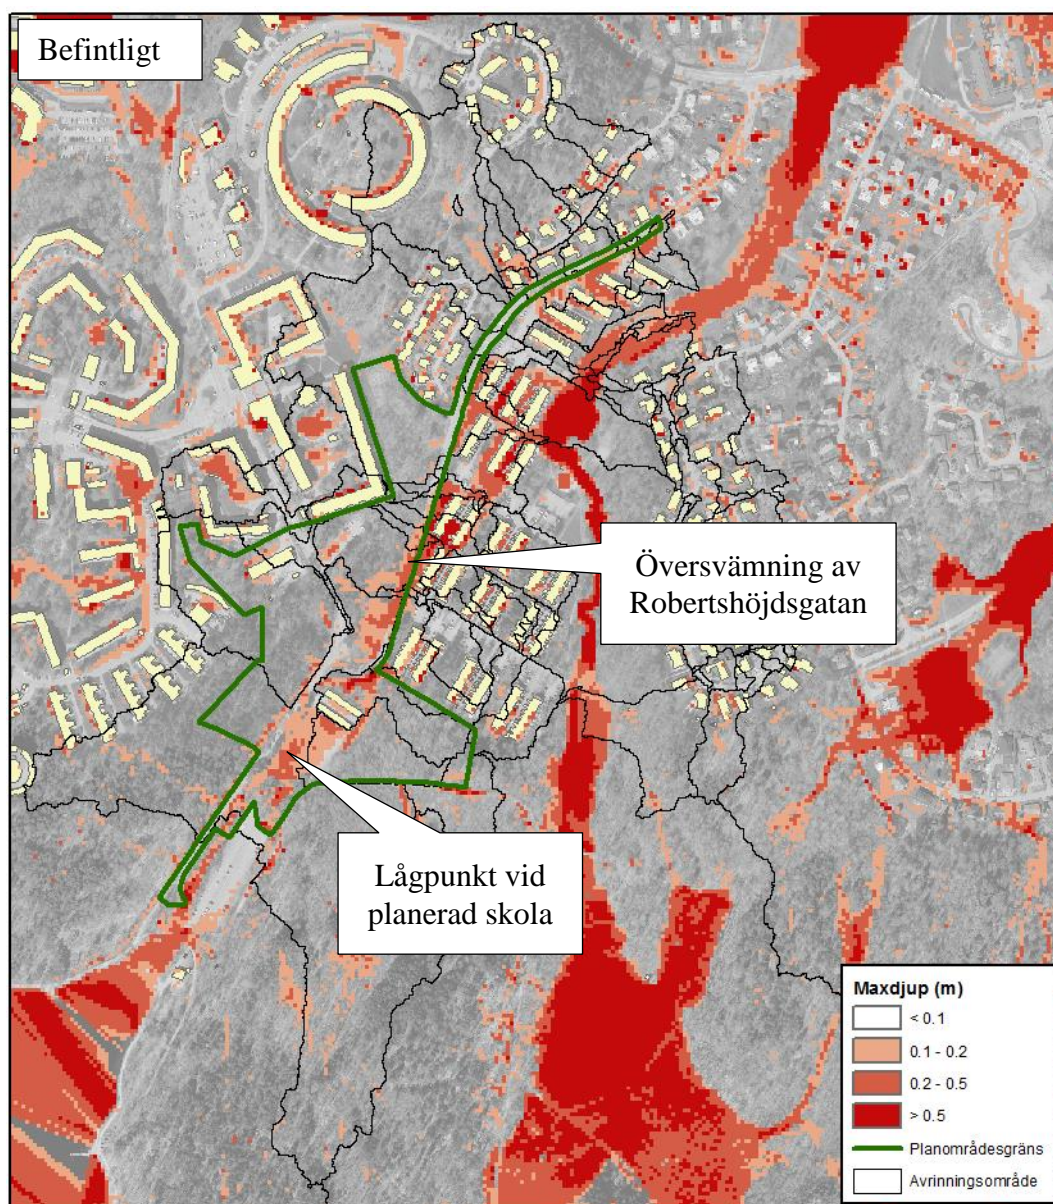 Befintligt
Översvämning av
Robertshöjdsgatan
Lågpunkt vid
planerad skola
Maxdjup (m)
< 0.1
0.1 - 0.2
0.2 - 0.5
> 0.5
Planområdesgräns
Avrinningsområde